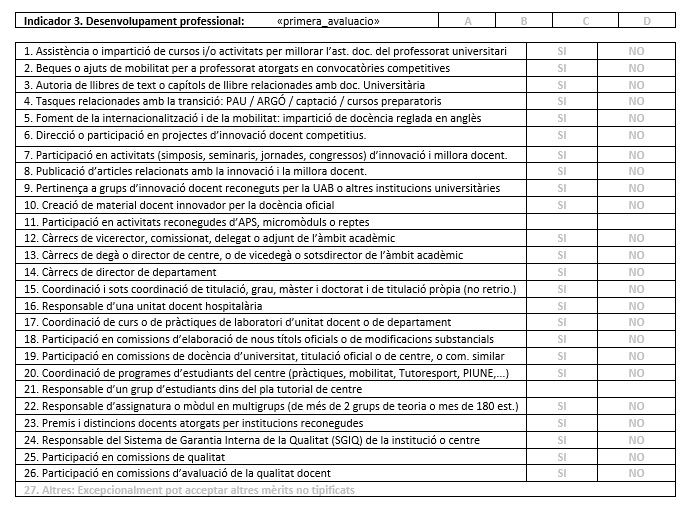 Indicador 3. Desenvolupament professional: «primera_avaluacio» A B C D
1. Assistència o impartició de cursos i/o activitats per millorar l'ast. doc. del professorat universitari SI NO
2. Beques o ajuts de mobilitat per a professorat atorgats en convocatòries competitives SI NO
3. Autoria de llibres de text o capítols de llibre relacionades amb doc. Universitària SI NO
4. Tasques relacionades amb la transició: PAU / ARGÓ / captació / cursos preparatoris SI NO
5. Foment de la internacionalització i de la mobilitat: impartició de docència reglada en anglès SI NO
6. Direcció o participació en projectes d'innovació docent competitius. SI NO
7. Participació en activitats (simposis, seminaris, jornades, congressos) d'innovació i millora docent. SI NO
8. Publicació d'articles relacionats amb la innovació i la millora docent. SI NO
9. Pertinença a grups d'innovació docent reconeguts per la UAB o altres institucions universitàries SI NO
10. Creació de material docent innovador per la docència oficial SI NO
11. Participació en activitats reconegudes d'APS, micromòduls o reptes
12. Càrrecs de vicerector, comissionat, delegat o adjunt de l'àmbit acadèmic SI NO
13. Càrrecs de degà o director de centre, o de vicedegà o sotsdirector de l'àmbit acadèmic SI NO
14. Càrrecs de director de departament SI NO
15. Coordinació i sots coordinació de titulació, grau, màster i doctorat i de titulació pròpia (no retrio.) SI NO
16. Responsable d'una unitat docent hospitalària SI NO
17. Coordinació de curs o de pràctiques de laboratori d'unitat docent o de departament SI NO
18. Participació en comissions d'elaboració de nous títols oficials o de modificacions substancials SI NO
19. Participació en comissions de docència d'universitat, titulació oficial o de centre, o com. similar SI NO
20. Coordinació de programes d'estudiants del centre (pràctiques, mobilitat, Tutoresport, PIUNE,...) SI NO
21. Responsable d'un grup d'estudiants dins del pla tutorial de centre
22. Responsable d'assignatura o mòdul en multigrups (de més de 2 grups de teoria o mes de 180 est.) SI NO
23. Premis i distincions docents atorgats per institucions reconegudes SI NO
24. Responsable del Sistema de Garantia Interna de la Qualitat (SGIQ) de la institució o centre SI NO
25. Participació en comissions de qualitat SI NO
26. Participació en comissions d'avaluació de la qualitat docent SI NO
27. Altres: Excepcionalment pot acceptar altres mèrits no tipificats